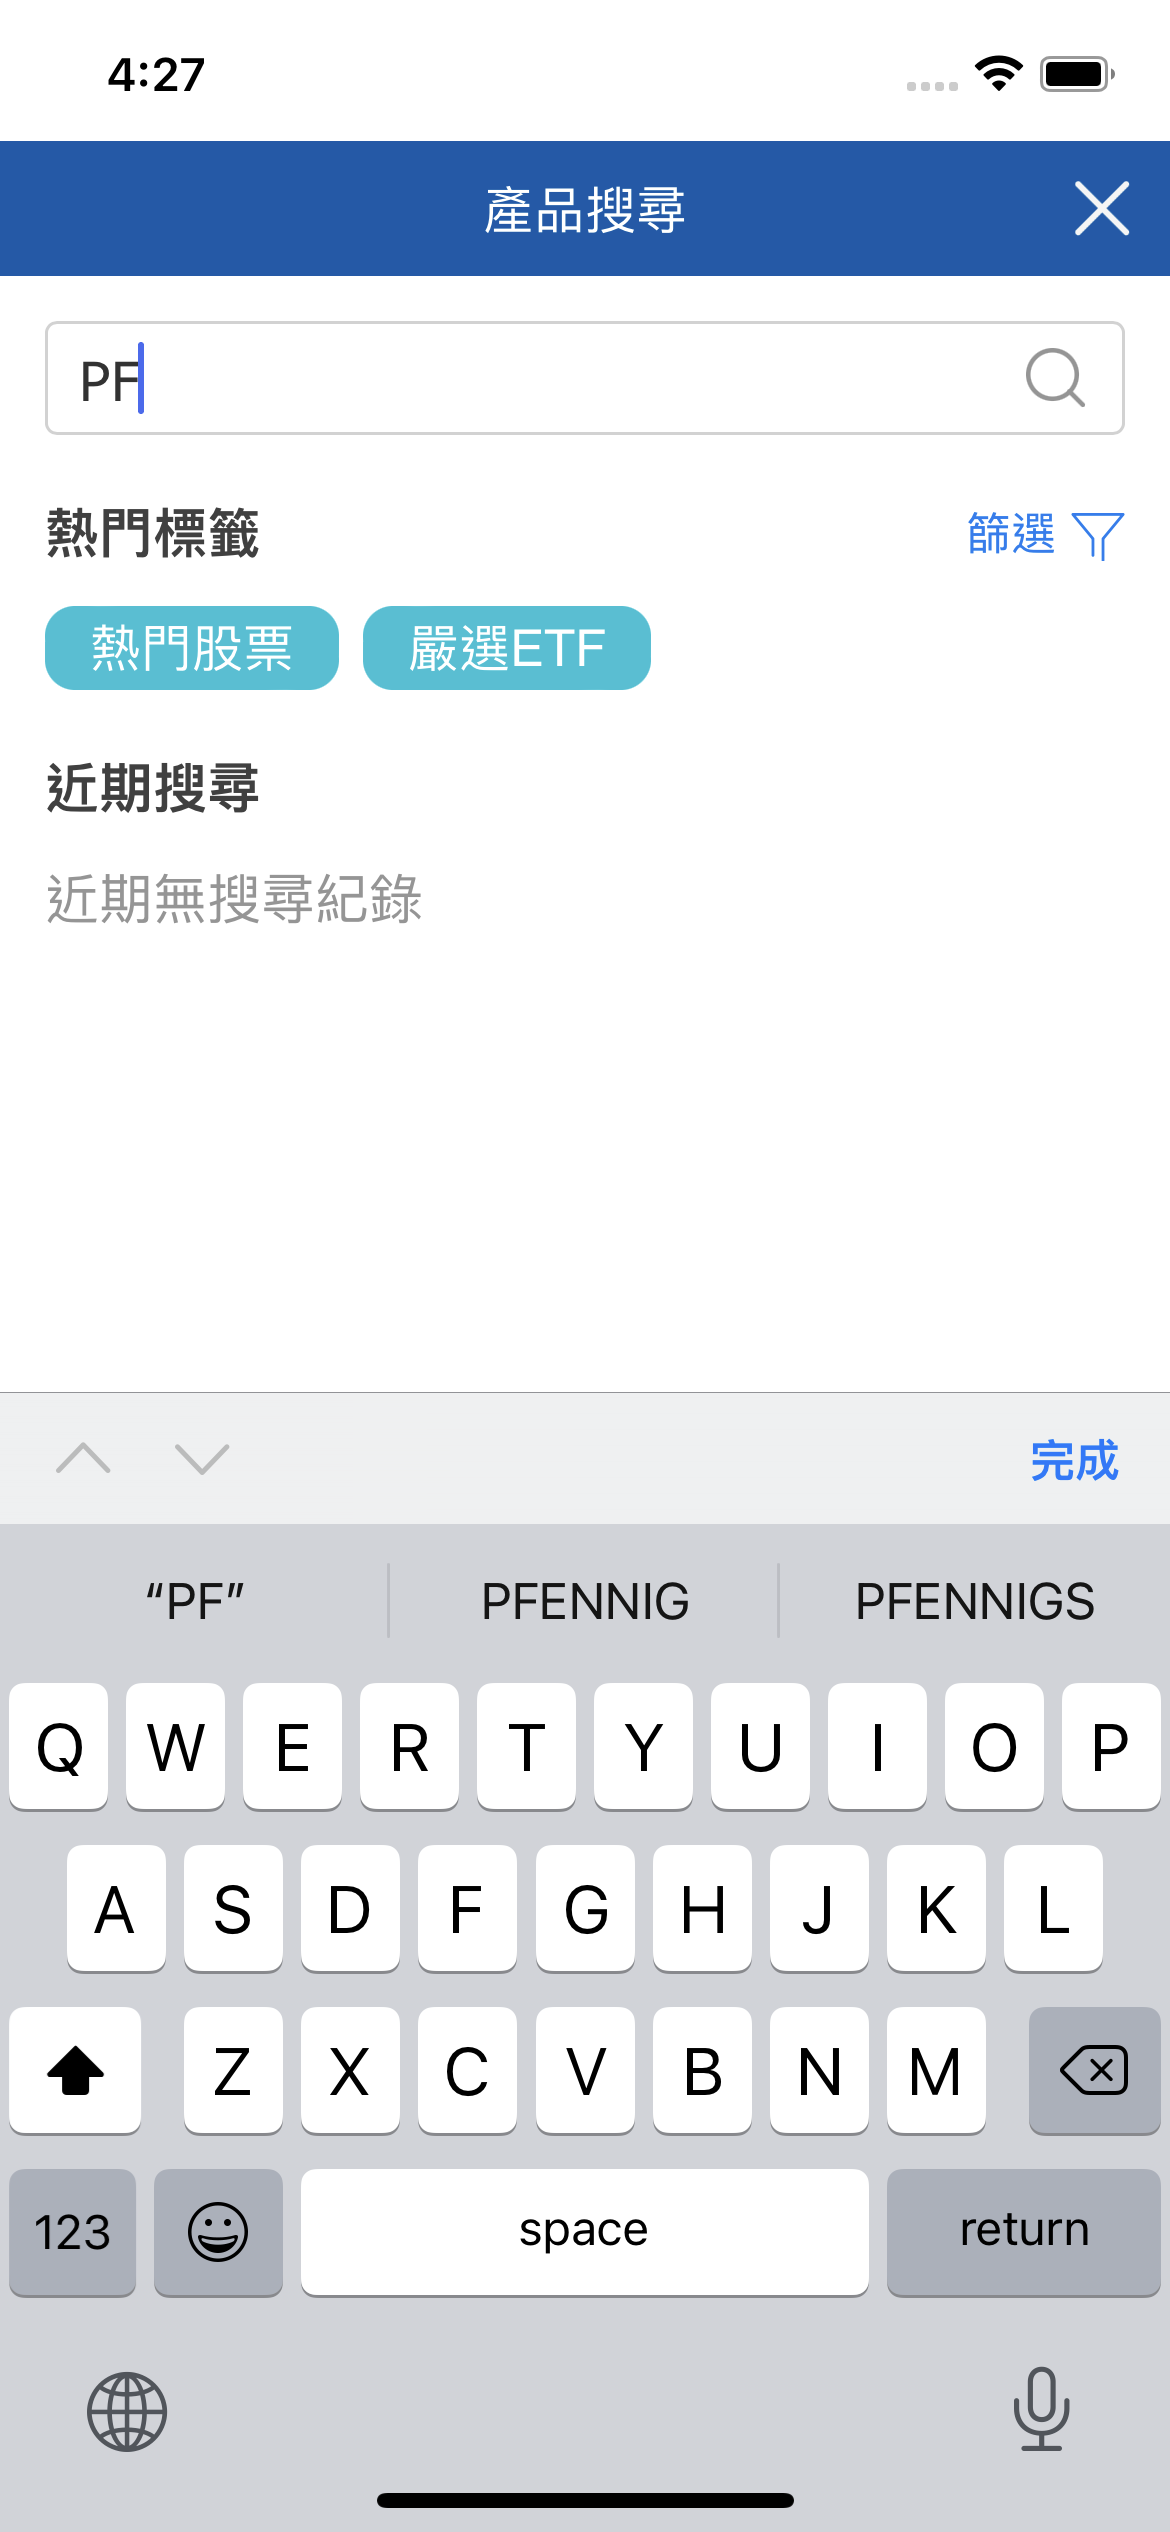 4:27
產品搜尋
PF
熱門標籤
篩選
熱門股票 嚴選ETF
近期搜尋
近期無搜尋紀錄
完成
“PF” PFENNIG PFENNIGS
Q W E R T Y U I O P
A S D F G H J K L
Z X C V B N M
123 space return